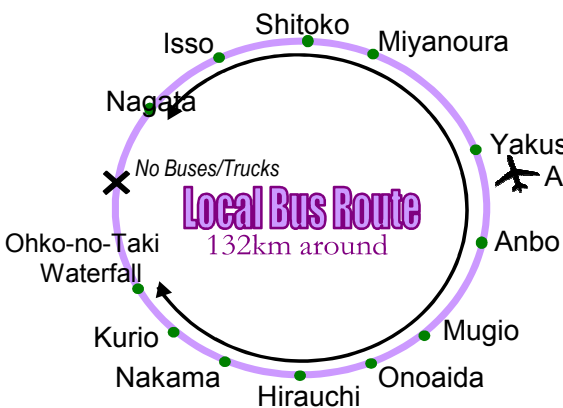 Shitoko
Isso
Miyanoura
Nagata
No Buses/Trucks
Local Bus Route
132km around
Anbo
Ohko-no-Taki
Waterfall
Kurio
Mugio
Nakama
Onoaida
Hirauchi